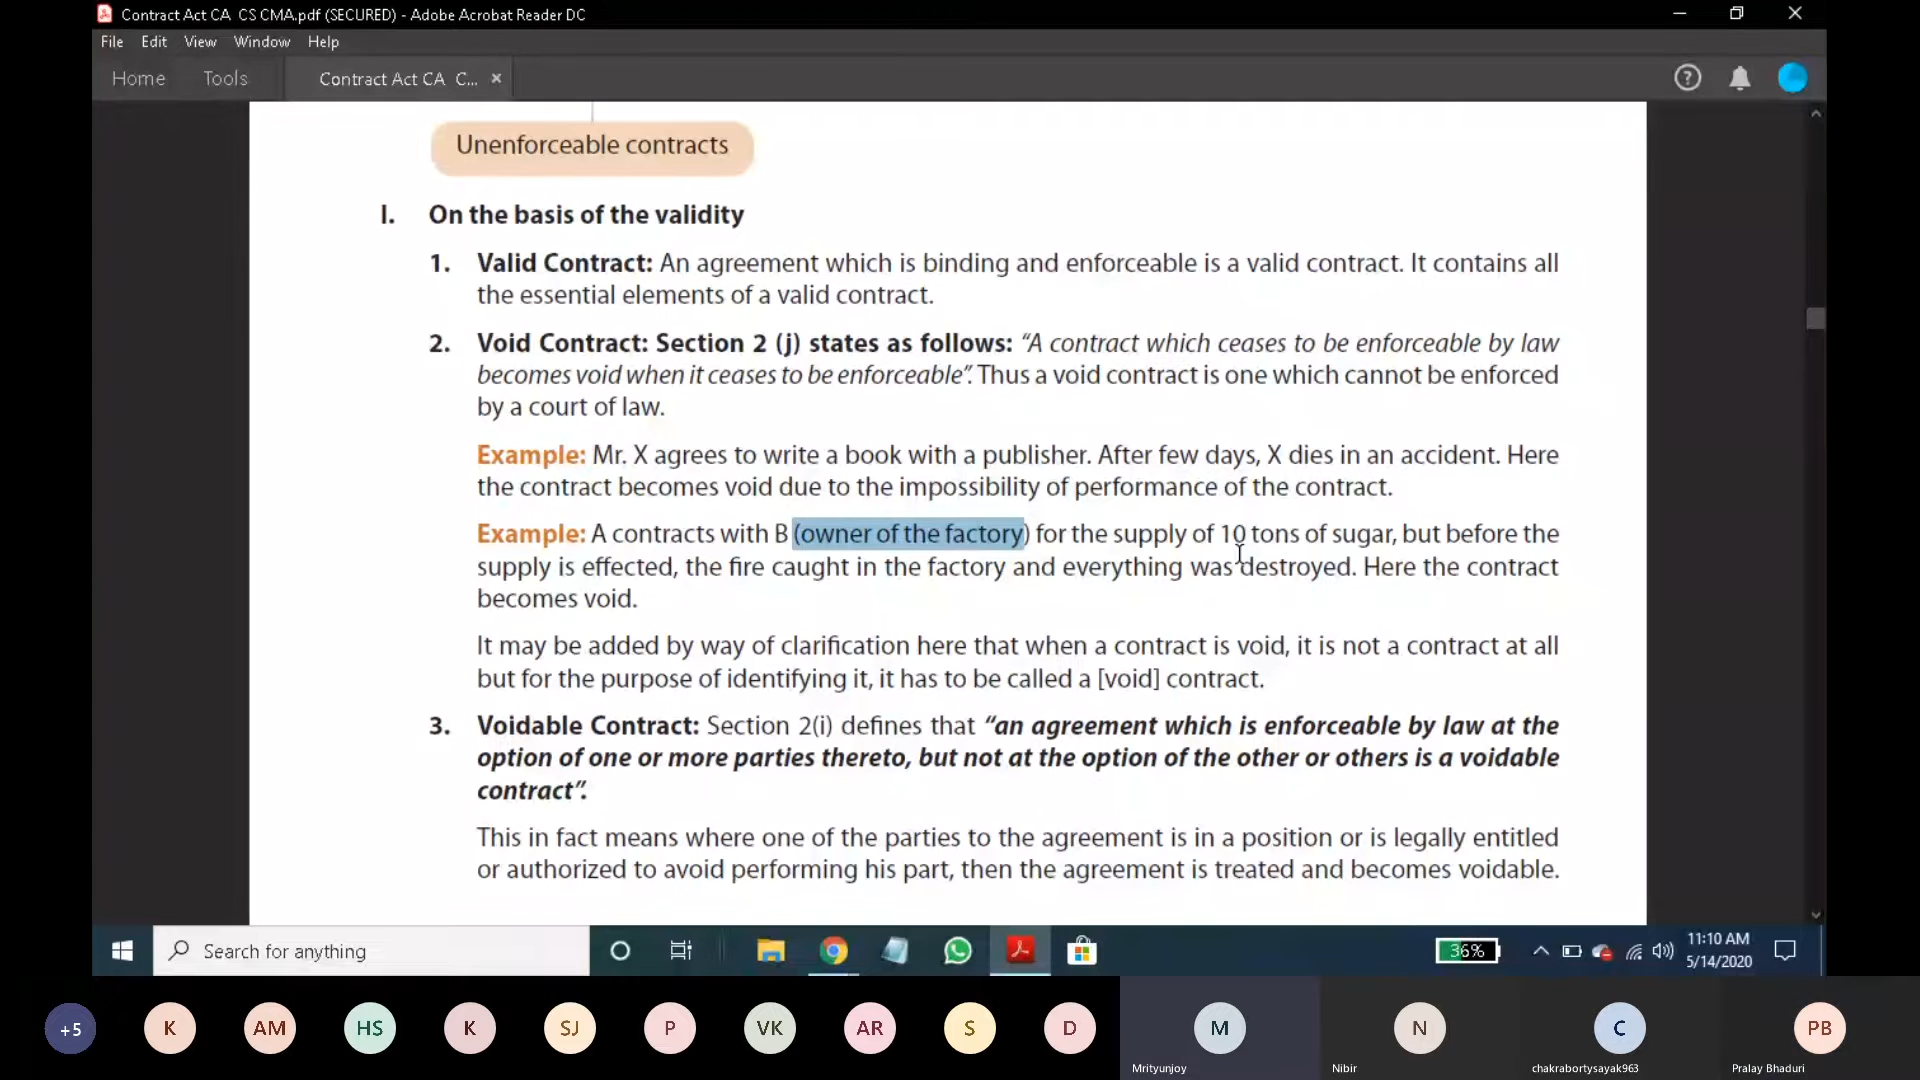 Contract Act CA CS CMA.pdf (SECURED) - Adobe Acrobat Reader DC
File Edit View Window Help
Home Tools Contract Act CA C... ×
Unenforceable contracts
I. On the basis of the validity
1. Valid Contract: An agreement which is binding and enforceable is a valid contract. It contains all
the essential elements of a valid contract.
2. Void Contract: Section 2 (j) states as follows: “A contract which ceases to be enforceable by law
becomes void when it ceases to be enforceable”. Thus a void contract is one which cannot be enforced
by a court of law.
Example: Mr. X agrees to write a book with a publisher. After few days, X dies in an accident. Here
the contract becomes void due to the impossibility of performance of the contract.
Example: A contracts with B (owner of the factory) for the supply of 10 tons of sugar, but before the
supply is effected, the fire caught in the factory and everything was destroyed. Here the contract
becomes void.
It may be added by way of clarification here that when a contract is void, it is not a contract at all
but for the purpose of identifying it, it has to be called a [void] contract.
3. Voidable Contract: Section 2(i) defines that “an agreement which is enforceable by law at the
option of one or more parties thereto, but not at the option of the other or others is a voidable
contract”.
This in fact means where one of the parties to the agreement is in a position or is legally entitled
or authorized to avoid performing his part, then the agreement is treated and becomes voidable.
Search for anything
36%
11:10 AM
5/14/2020
+5 K AM HS K SJ P VK AR S D M N C PB
Mrityunjoy Nibir chakrabortysayak963 Pralay Bhaduri